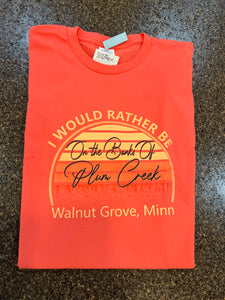 I WOULD RATHER BE
On the Banks Of
Plum Creek
Walnut Grove, Minn